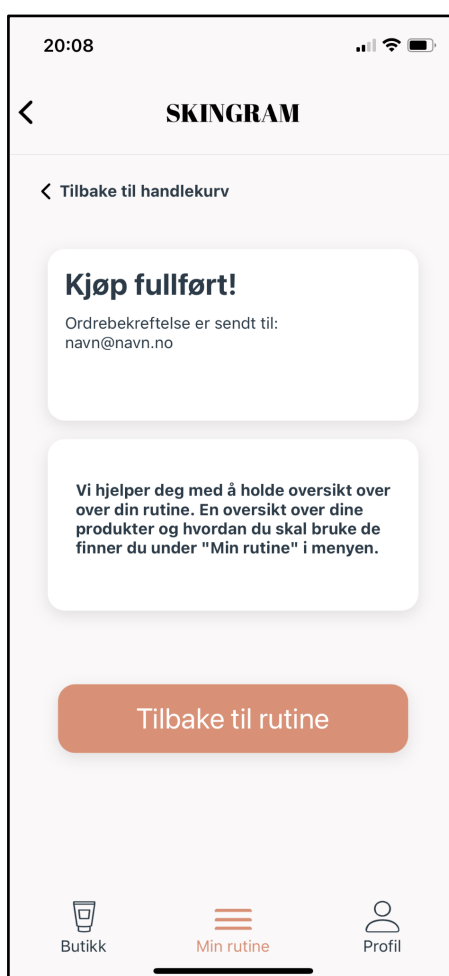 20:08
SKINGRAM
Tilbake til handlekurv
Kjøp fullført!
Ordrebekreftelse er sendt til:
navn@navn.no
Vi hjelper deg med å holde oversikt over
over din rutine. En oversikt over dine
produkter og hvordan du skal bruke de
finner du under "Min rutine" i menyen.
Tilbake til rutine
Butikk
Min rutine
Profil